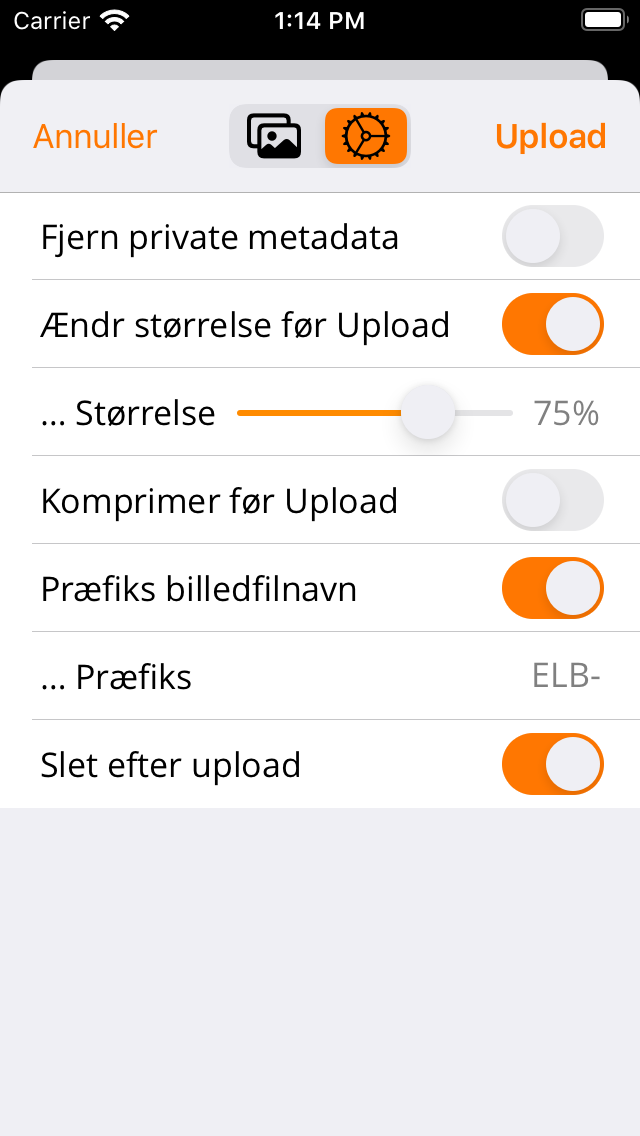 Carrier 1:14 PM
Annuller Upload
Fjern private metadata
Ændr størrelse før Upload
... Størrelse 75%
Komprimer før Upload
Præfiks billedfilnavn
... Præfiks ELB-
Slet efter upload